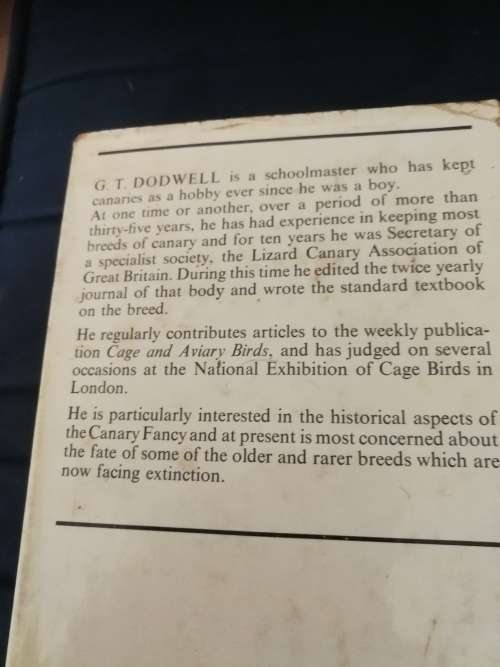 G. T. DODWELL is a schoolmaster who has kept
canaries as a hobby ever since he was a boy.
At one time or another, over a period of more than
thirty-five years, he has had experience in keeping most
breeds of canary and for ten years he was Secretary of
a specialist society, the Lizard Canary Association of
Great Britain. During this time he edited the twice yearly
journal of that body and wrote the standard textbook
on the breed.
He regularly contributes articles to the weekly publica-
tion Cage and Aviary Birds, and has judged on several
occasions at the National Exhibition of Cage Birds in
London.
He is particularly interested in the historical aspects of
the Canary Fancy and at present is most concerned about
the fate of some of the older and rarer breeds which are
now facing extinction.